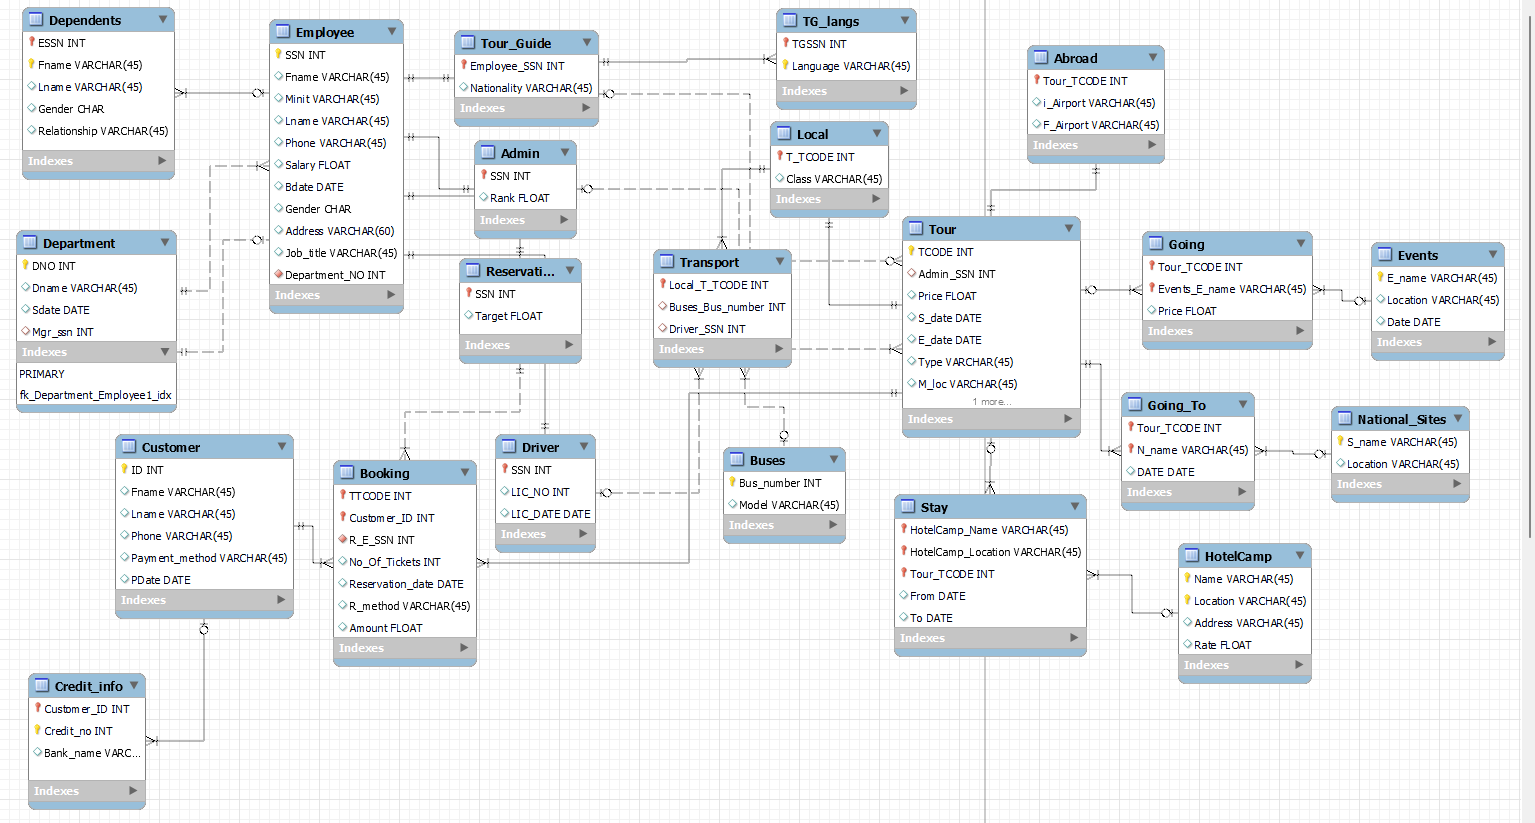 Dependents
ESSN INT
Fname VARCHAR(45)
Lname VARCHAR(45)
Gender CHAR
Relationship VARCHAR(45)
Indexes
Employee
SSN INT
Fname VARCHAR(45)
Minit VARCHAR(45)
Lname VARCHAR(45)
Phone VARCHAR(45)
Salary FLOAT
Bdate DATE
Gender CHAR
Address VARCHAR(60)
Job_title VARCHAR(45)
Department_NO INT
Indexes
Tour_Guide
Employee_SSN INT
Nationality VARCHAR(45)
Indexes
TG_langs
TGSSN INT
Language VARCHAR(45)
Indexes
Abroad
Tour_TCODE INT
i_Airport VARCHAR(45)
F_Airport VARCHAR(45)
Indexes
Admin
SSN INT
Rank FLOAT
Indexes
Local
T_TCODE INT
Class VARCHAR(45)
Indexes
Department
DNO INT
Dname VARCHAR(45)
Sdate DATE
Mgr_ssn INT
Indexes
PRIMARY
fk_Department_Employee1_idx
Reservati...
SSN INT
Target FLOAT
Indexes
Transport
Local_T_TCODE INT
Buses_Bus_number INT
Driver_SSN INT
Indexes
Tour
TCODE INT
Admin_SSN INT
Price FLOAT
S_date DATE
E_date DATE
Type VARCHAR(45)
M_loc VARCHAR(45)
1 more...
Indexes
Going
Tour_TCODE INT
Events_E_name VARCHAR(45)
Price FLOAT
Indexes
Events
E_name VARCHAR(45)
Location VARCHAR(45)
Date DATE
Indexes
Going_To
Tour_TCODE INT
N_name VARCHAR(45)
DATE DATE
Indexes
National_Sites
S_name VARCHAR(45)
Location VARCHAR(45)
Indexes
Customer
ID INT
Fname VARCHAR(45)
Lname VARCHAR(45)
Phone VARCHAR(45)
Payment_method VARCHAR(45)
PDate DATE
Indexes
Booking
TTCODE INT
Customer_ID INT
R_E_SSN INT
No_Of_Tickets INT
Reservation_date DATE
R_method VARCHAR(45)
Amount FLOAT
Indexes
Driver
SSN INT
LIC_NO INT
LIC_DATE DATE
Indexes
Buses
Bus_number INT
Model VARCHAR(45)
Indexes
Stay
HotelCamp_Name VARCHAR(45)
HotelCamp_Location VARCHAR(45)
Tour_TCODE INT
From DATE
To DATE
Indexes
HotelCamp
Name VARCHAR(45)
Location VARCHAR(45)
Address VARCHAR(45)
Rate FLOAT
Indexes
Credit_info
Customer_ID INT
Credit_no INT
Bank_name VARC...
Indexes